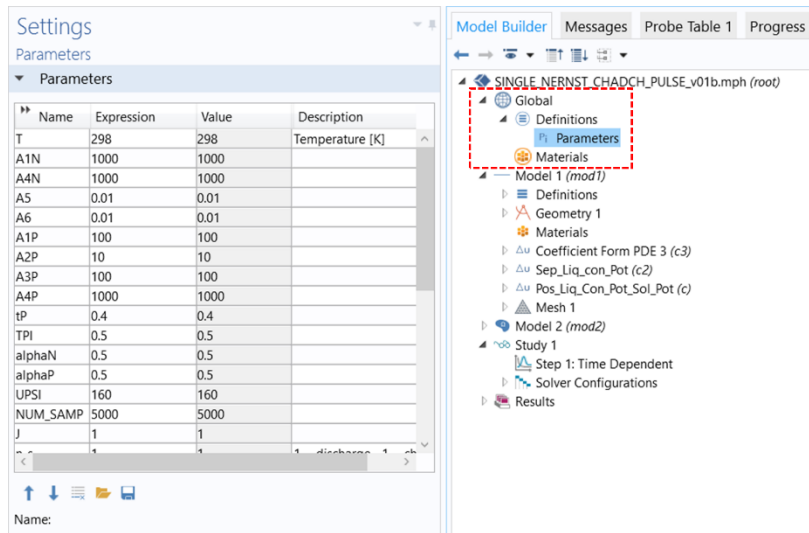 Settings
Parameters
Parameters
Name Expression Value Description
T 298 298 Temperature [K]
A1N 1000 1000
A4N 1000 1000
A5 0.01 0.01
A6 0.01 0.01
A1P 100 100
A2P 10 10
A3P 100 100
A4P 1000 1000
tP 0.4 0.4
TPI 0.5 0.5
alphaN 0.5 0.5
alphaP 0.5 0.5
UPSI 160 160
NUM_SAMP 5000 5000
J 1 1
Name:
Model Builder Messages Probe Table 1 Progress
SINGLE_NERNST_CHADCH_PULSE_v01b.mph (root)
Global
Definitions
Pi Parameters
Materials
Model 1 (mod1)
Definitions
Geometry 1
Materials
Δu Coefficient Form PDE 3 (c3)
Δu Sep_Liq_con_Pot (c2)
Δu Pos_Liq_Con_Pot_Sol_Pot (c)
Mesh 1
Model 2 (mod2)
Study 1
Step 1: Time Dependent
Solver Configurations
Results